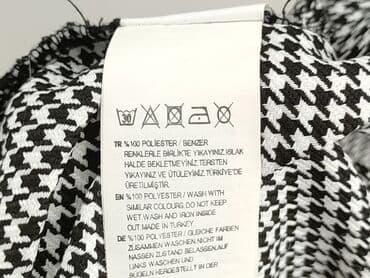 30
TR %100 POLİESTER / BENZER
RENKLERLE BİRLİKTE YIKAYINIZ, ISLAK
HALDE BEKLETMEYİNİZ TERSTEN
YIKAYINIZ VE ÜTÜLEYİNİZ.TÜRKİYE'DE
ÜRETİLMİŞTİR.
EN %100 POLYESTER / WASH WITH
SIMILAR COLOURS. DO NOT KEEP
WET.WASH AND IRON INSIDE
OUT MADE IN TURKEY.
DE %100 POLYESTER / GLEICHE FARBEN
ZUSAMMEN WASCHEN.NICHT IM
NASSEN ZUSTAND BELASSEN.AUF
LINKS WASCHEN UND
BÜGELN HERGESTELLT IN DER